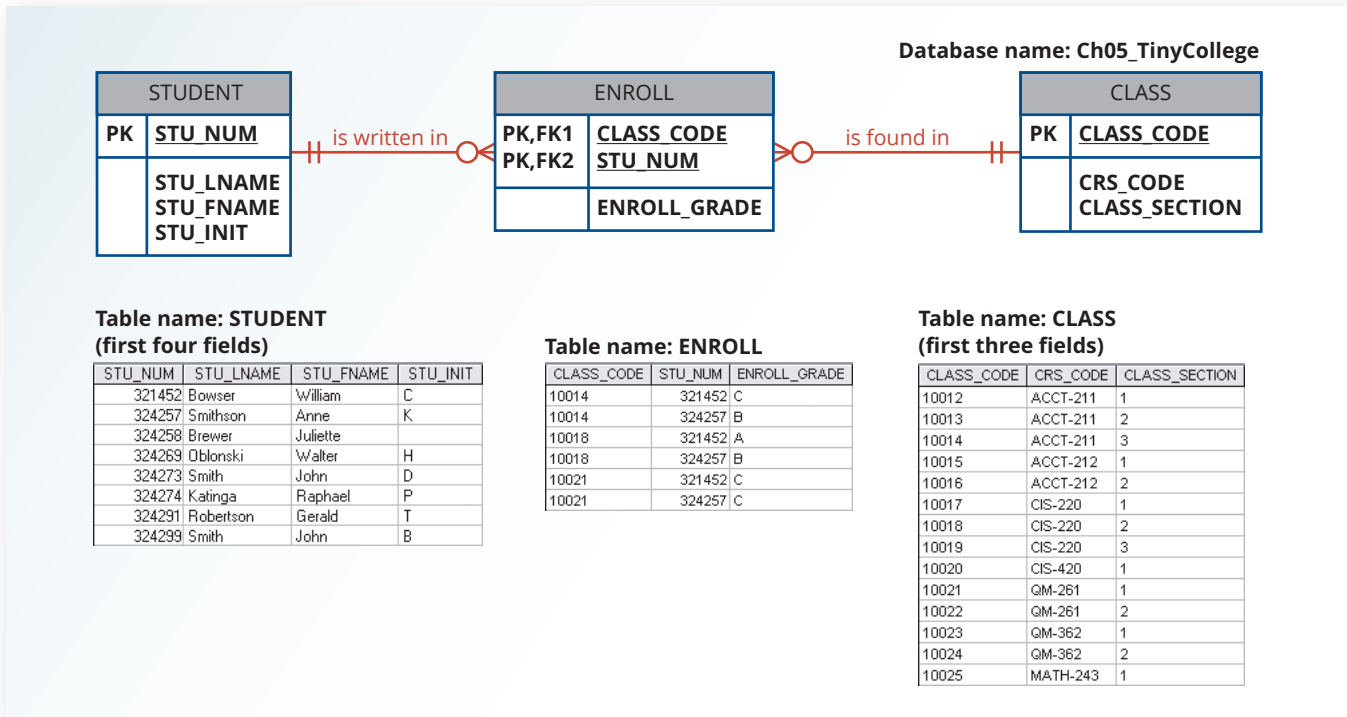 Database name: Ch05_TinyCollege
STUDENT
PK STU_NUM
STU_LNAME
STU_FNAME
STU_INIT
is written in
ENROLL
PK,FK1 CLASS_CODE
PK,FK2 STU_NUM
ENROLL_GRADE
is found in
CLASS
PK CLASS_CODE
CRS_CODE
CLASS_SECTION
Table name: STUDENT
(first four fields)
STU_NUM STU_LNAME STU_FNAME STU_INIT
321452 Bowser William C
324257 Smithson Anne K
324258 Brewer Juliette
324269 Oblonski Walter H
324273 Smith John D
324274 Katinga Raphael P
324291 Robertson Gerald T
324299 Smith John B
Table name: ENROLL
CLASS_CODE STU_NUM ENROLL_GRADE
10014 321452 C
10014 324257 B
10018 321452 A
10018 324257 B
10021 321452 C
10021 324257 C
Table name: CLASS
(first three fields)
CLASS_CODE CRS_CODE CLASS_SECTION
10012 ACCT-211 1
10013 ACCT-211 2
10014 ACCT-211 3
10015 ACCT-212 1
10016 ACCT-212 2
10017 CIS-220 1
10018 CIS-220 2
10019 CIS-220 3
10020 CIS-420 1
10021 QM-261 1
10022 QM-261 2
10023 QM-362 1
10024 QM-362 2
10025 MATH-243 1